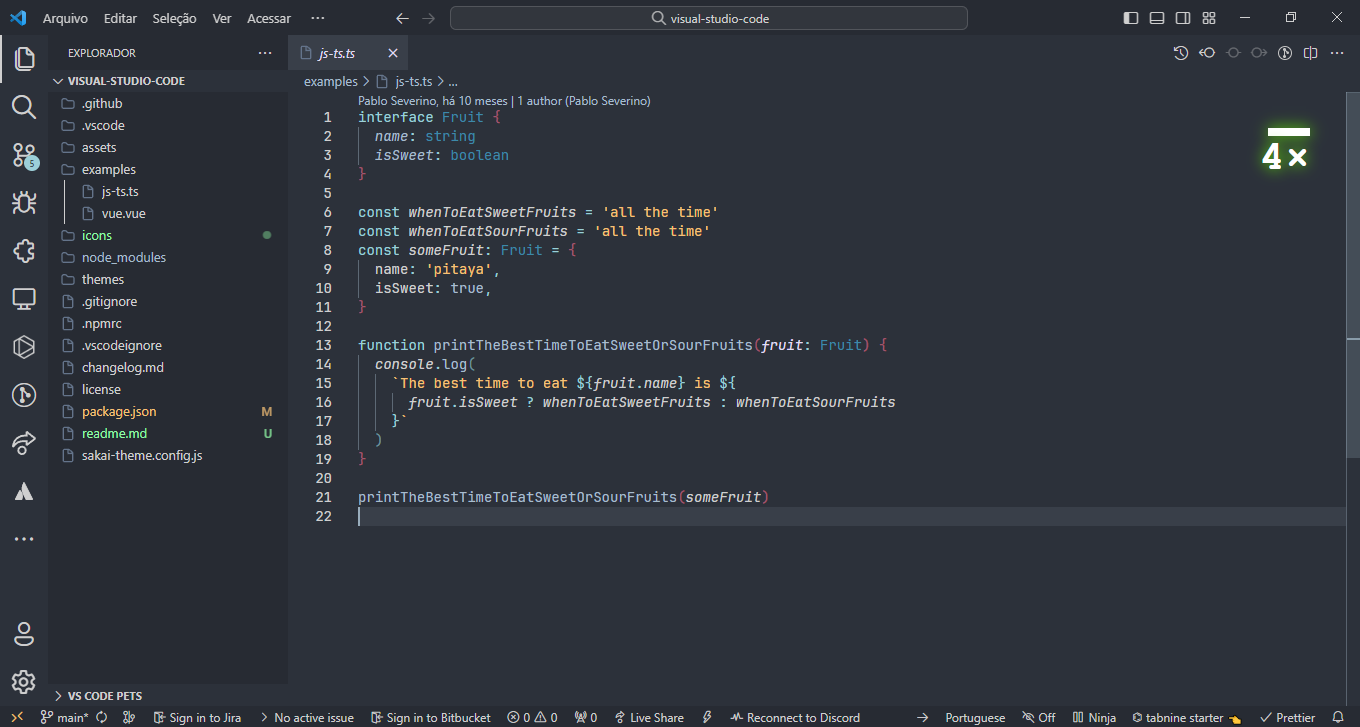 Arquivo Editar Seleção Ver Acessar ··· visual-studio-code
EXPLORADOR ···
VISUAL-STUDIO-CODE
.github
.vscode
assets
examples
js-ts.ts
vue.vue
icons
node_modules
themes
.gitignore
.npmrc
.vscodeignore
changelog.md
license
package.json M
readme.md U
sakai-theme.config.js
VS CODE PETS
5
js-ts.ts
examples > js-ts.ts > ...
Pablo Severino, há 10 meses | 1 author (Pablo Severino)
1 interface Fruit {
2 name: string
3 isSweet: boolean
4 }
5
6 const whenToEatSweetFruits = 'all the time'
7 const whenToEatSourFruits = 'all the time'
8 const someFruit: Fruit = {
9 name: 'pitaya',
10 isSweet: true,
11 }
12
13 function printTheBestTimeToEatSweetOrSourFruits(fruit: Fruit) {
14 console.log(
15 `The best time to eat ${fruit.name} is ${
16 fruit.isSweet ? whenToEatSweetFruits : whenToEatSourFruits
17 }`
18 )
19 }
20
21 printTheBestTimeToEatSweetOrSourFruits(someFruit)
22
4×
main* Sign in to Jira > No active issue Sign in to Bitbucket 0 0 0 Live Share Reconnect to Discord Portuguese Off Ninja tabnine starter Prettier